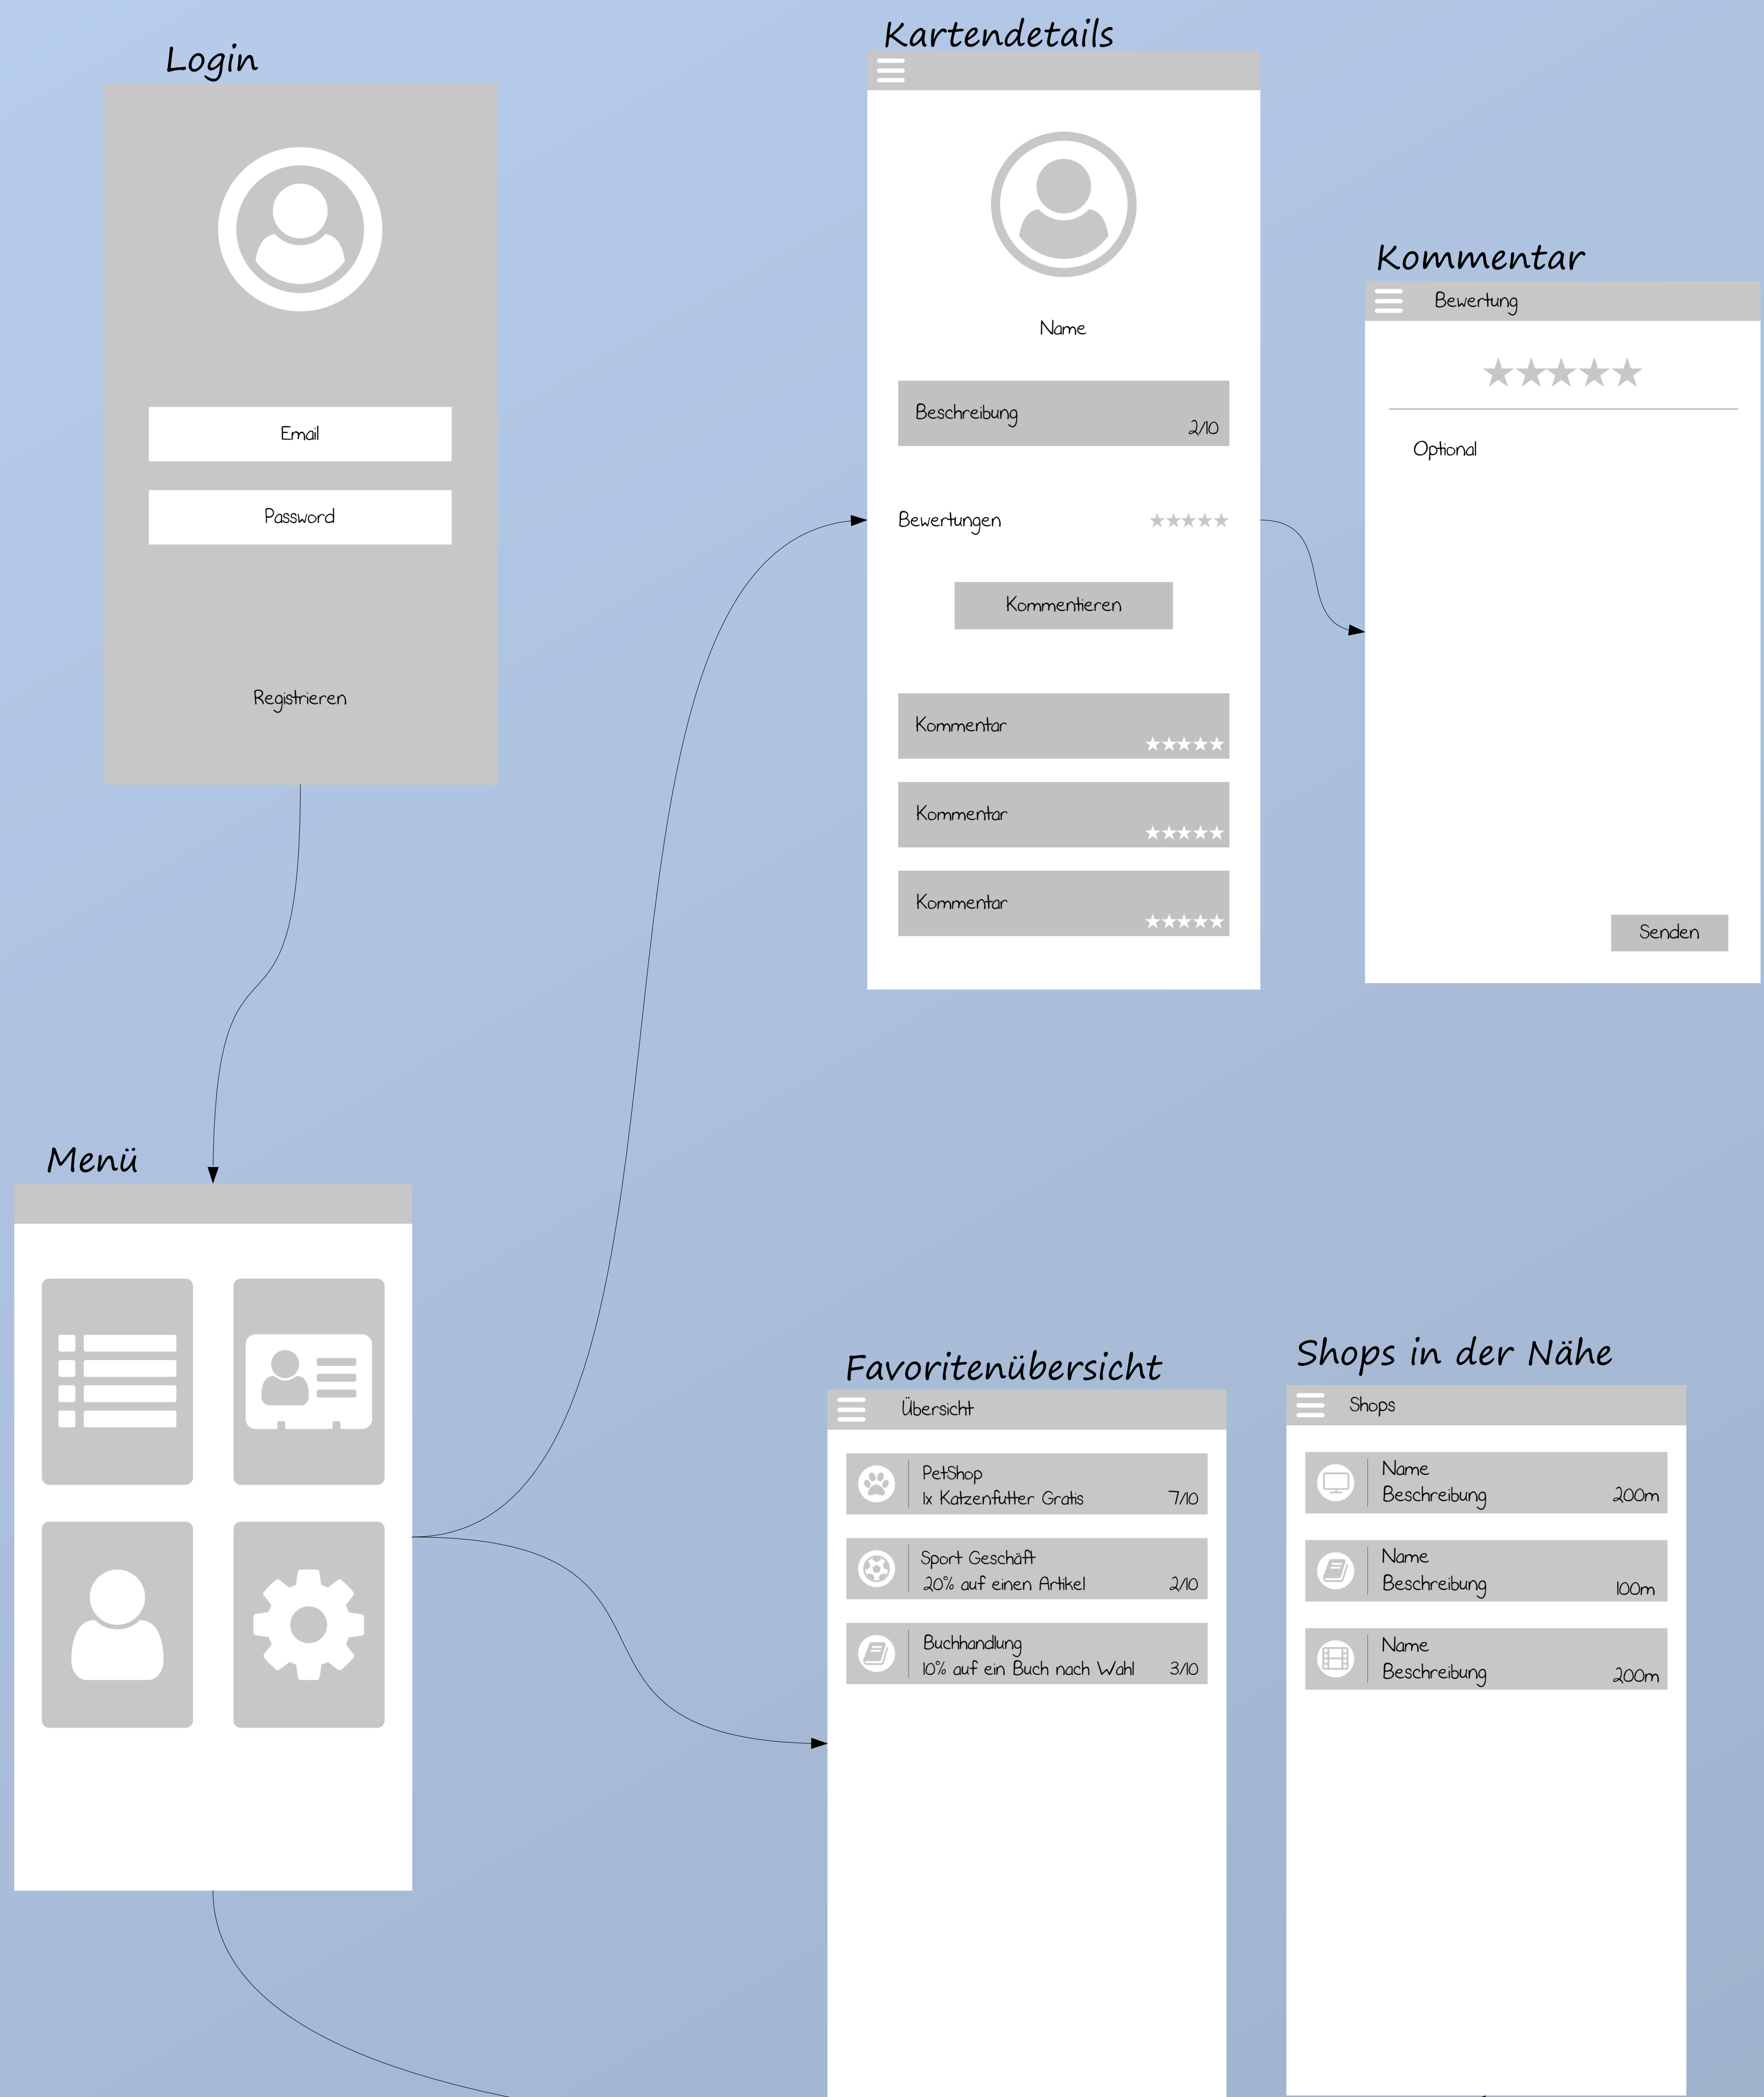 Login
Email
Password
Registrieren
Kartendetails
Name
Beschreibung
2/10
Bewertungen
Kommentieren
Kommentar
Kommentar
Kommentar
Kommentar
Bewertung
Optional
Senden
Menü
Favoritenübersicht
Übersicht
PetShop
1x Katzenfutter Gratis 7/10
Sport Geschäft
20% auf einen Artikel 2/10
Buchhandlung
10% auf ein Buch nach Wahl 3/10
Shops in der Nähe
Shops
Name
Beschreibung 200m
Name
Beschreibung 100m
Name
Beschreibung 200m